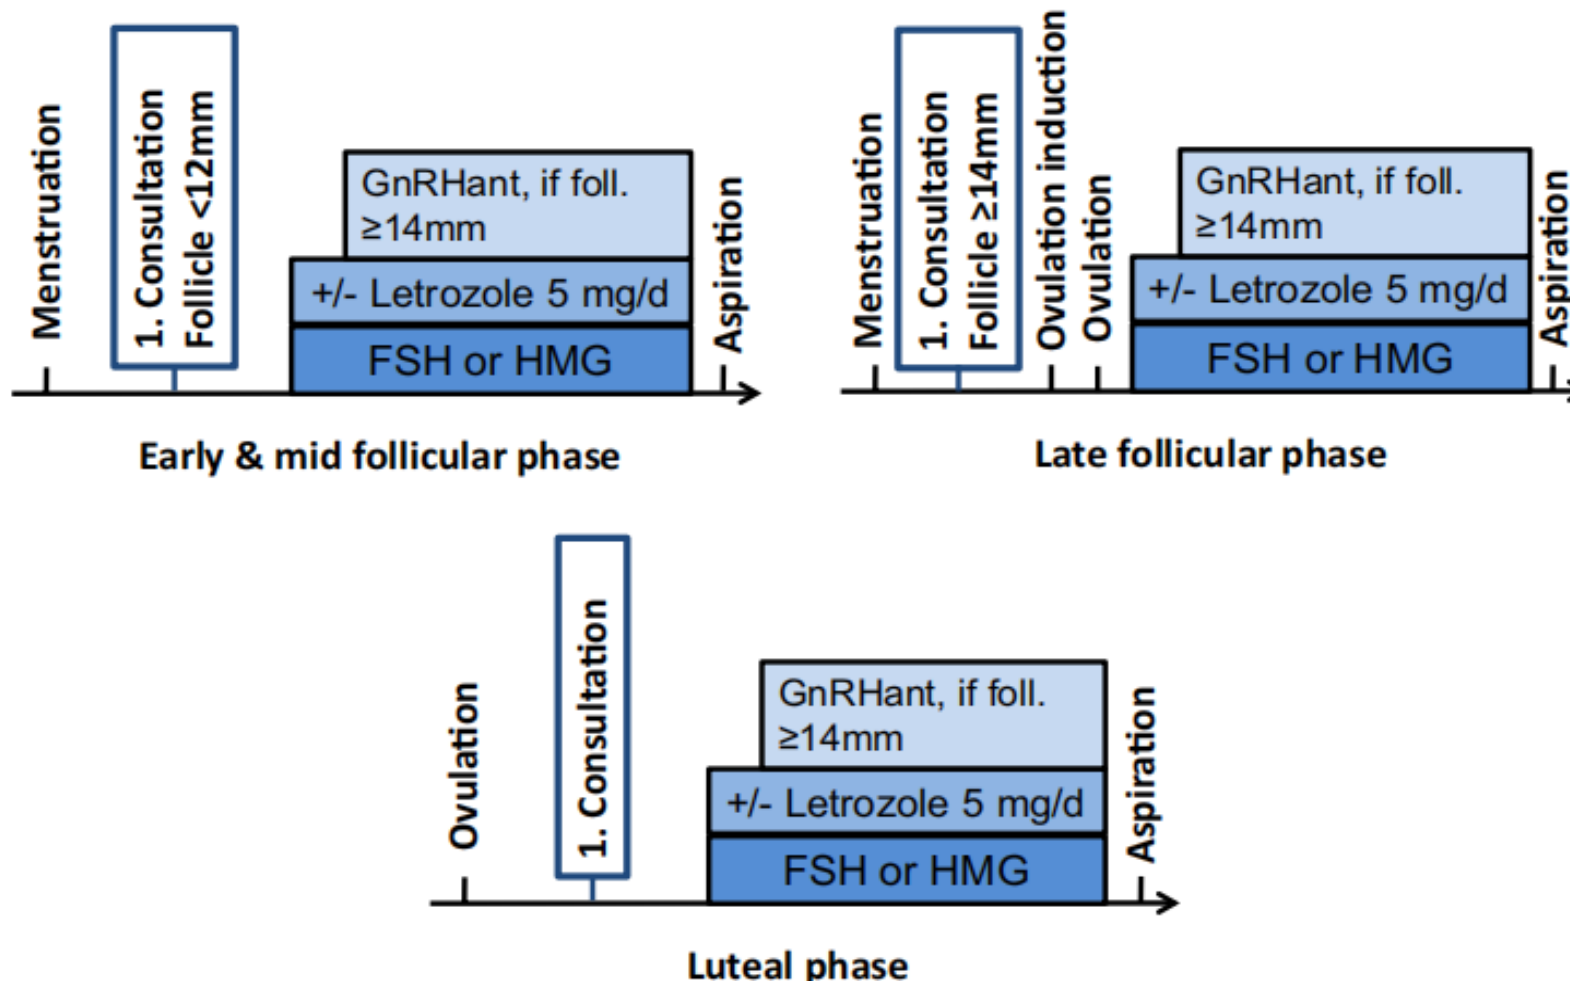 Menstruation
1. Consultation
Follicle <12mm
GnRHant, if foll.
≥14mm
+/- Letrozole 5 mg/d
FSH or HMG
Aspiration
Early & mid follicular phase
Menstruation
1. Consultation
Follicle ≥14mm
Ovulation induction
Ovulation
GnRHant, if foll.
≥14mm
+/- Letrozole 5 mg/d
FSH or HMG
Aspiration
Late follicular phase
Ovulation
1. Consultation
GnRHant, if foll.
≥14mm
+/- Letrozole 5 mg/d
FSH or HMG
Aspiration
Luteal phase